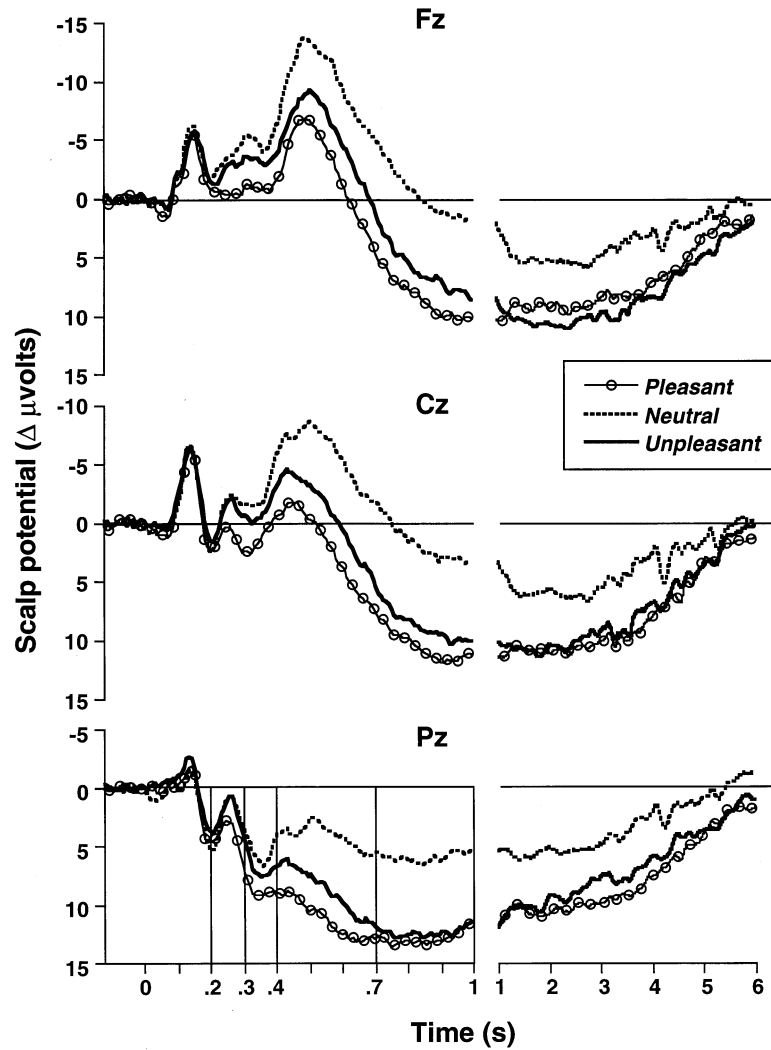 Fz
-15
-10
-5
0
5
10
15
Scalp potential (Δ μvolts)
Pleasant
Neutral
Unpleasant
Cz
-10
-5
0
5
10
15
Pz
-5
0
5
10
15
0 .2 .3 .4 .7 1 1 2 3 4 5 6
Time (s)